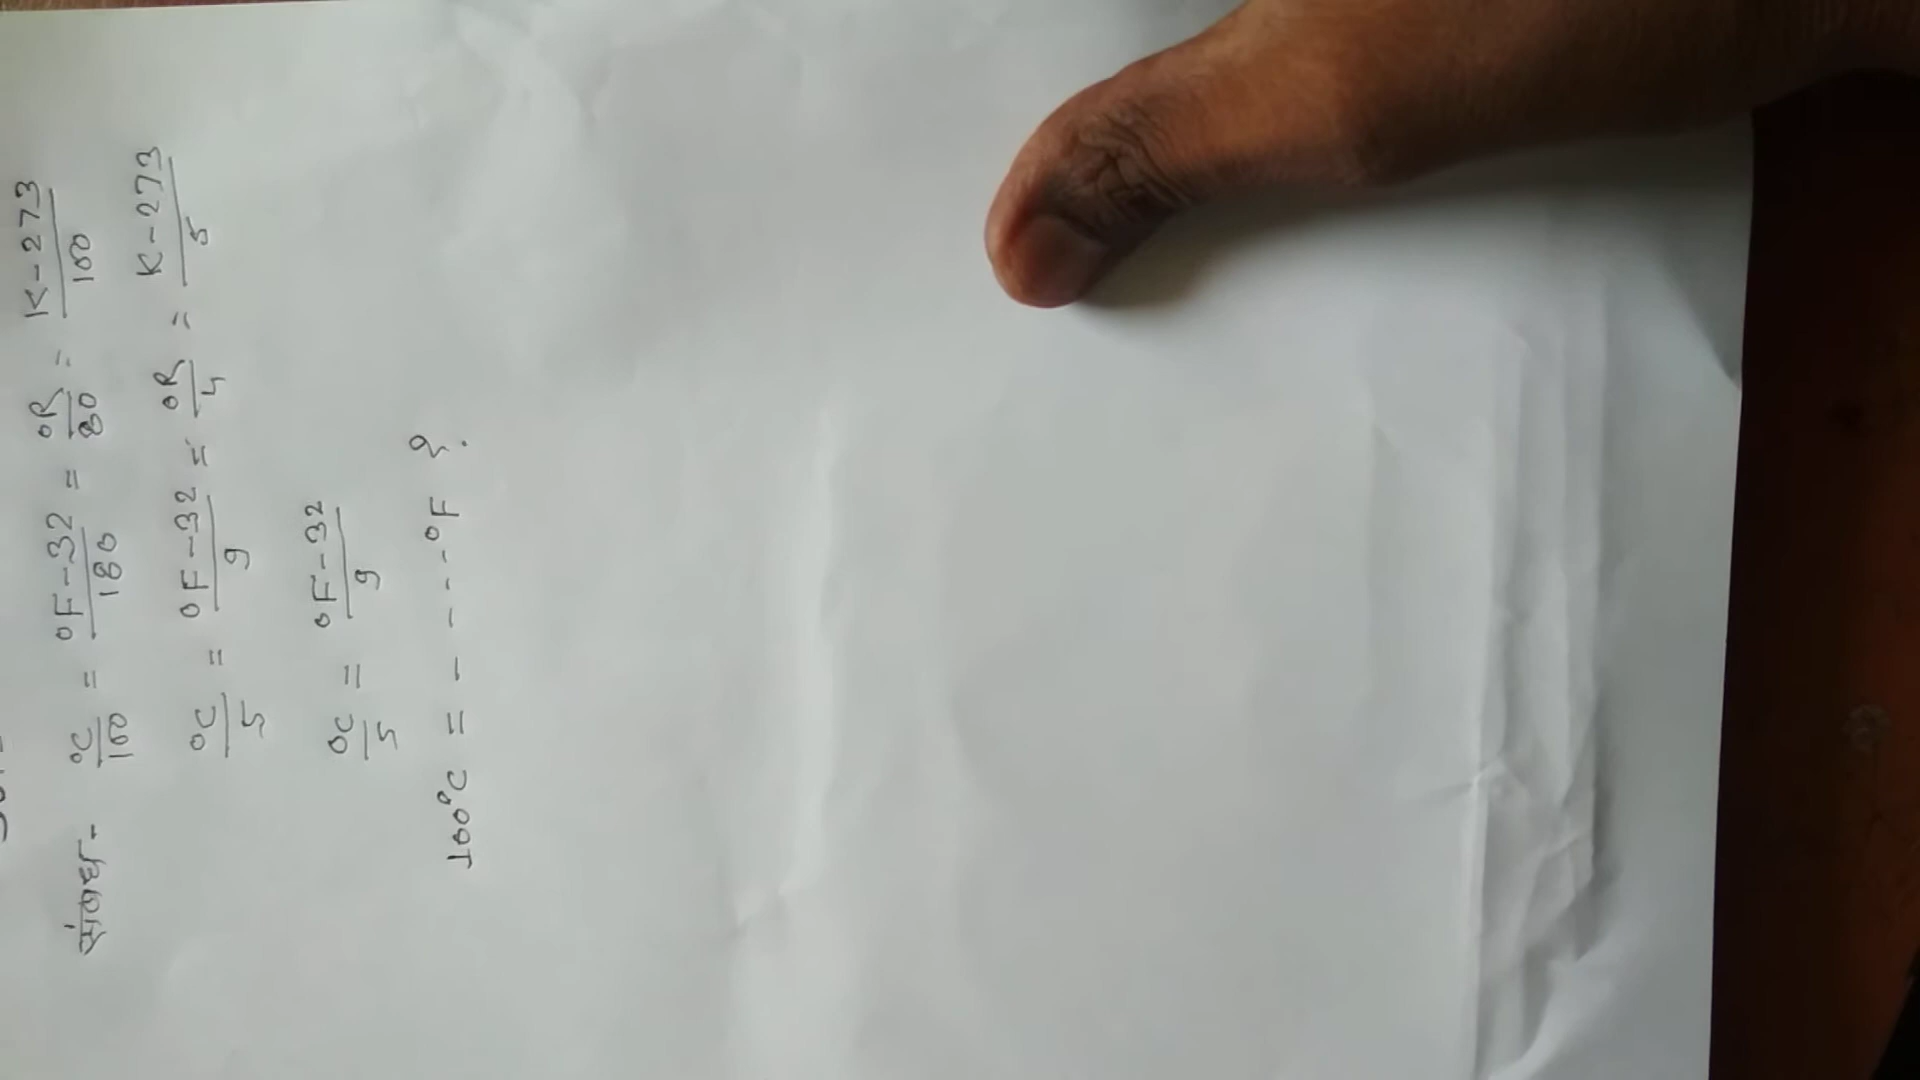 संबंध - °C/100 = °F-32/180 = °R/80 = K-273/100
°C/5 = °F-32/9 = °R/4 = K-273/5
°C/5 = °F-32/9
100°C = - - - - °F ?